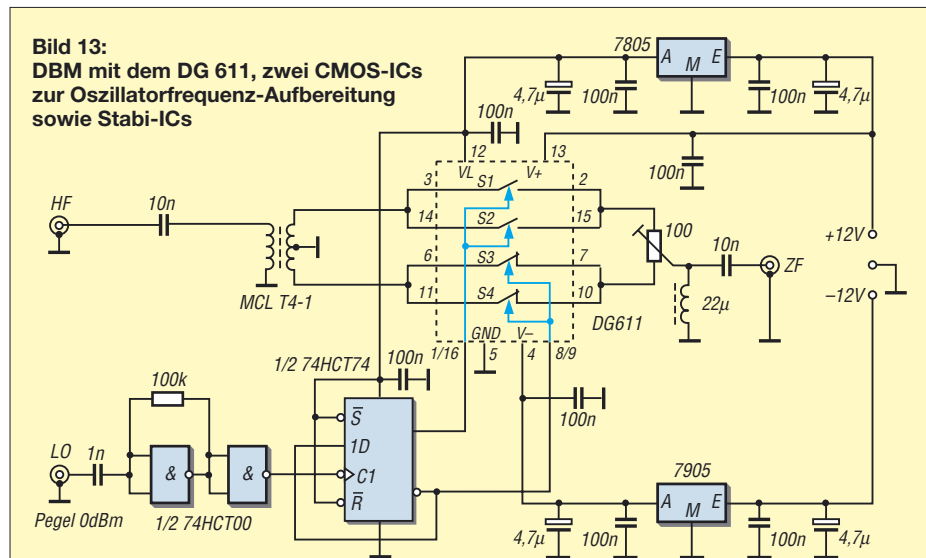 Bild 13:
DBM mit dem DG 611, zwei CMOS-ICs
zur Oszillatorfrequenz-Aufbereitung
sowie Stabi-ICs
7805
A
M
E
4,7µ
100n
100n
4,7µ
100n
12
13
VL
V+
100n
HF
10n
MCL T4-1
3
S1
2
14
S2
15
6
S3
7
11
S4
10
GND
V–
1/16
5
4
8/9
DG611
100
10n
ZF
22µ
+12V
–12V
1/2 74HCT74
100n
100n
100k
LO
1n
&
&
S
1D
C1
R
Pegel 0dBm
1/2 74HCT00
7905
A
M
E
4,7µ
100n
100n
4,7µ